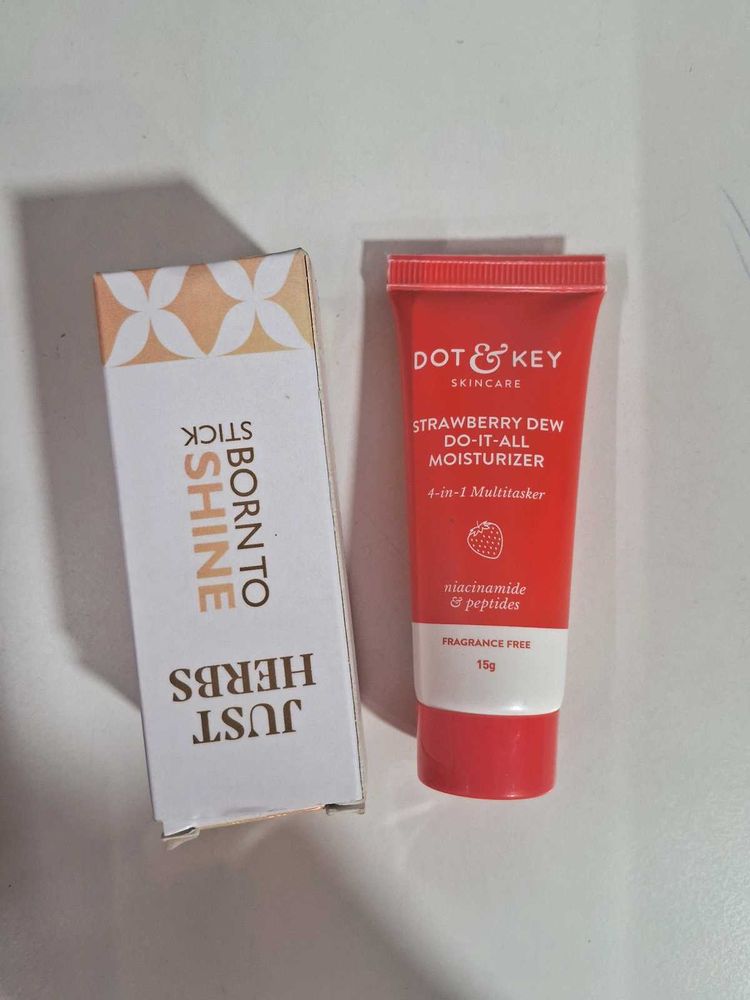 JUST
HERBS
BORN TO
SHINE
STICK
DOT & KEY
SKINCARE
STRAWBERRY DEW
DO-IT-ALL
MOISTURIZER
4-in-1 Multitasker
niacinamide
& peptides
FRAGRANCE FREE
15g